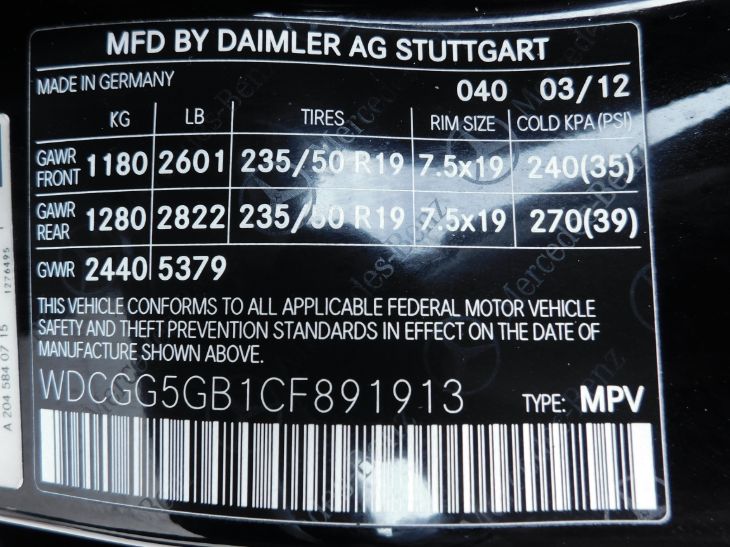 MFD BY DAIMLER AG STUTTGART
MADE IN GERMANY 040 03/12
KG LB TIRES RIM SIZE COLD KPA(PSI)
GAWR FRONT 1180 2601 235/50 R19 7.5x19 240(35)
GAWR REAR 1280 2822 235/50 R19 7.5x19 270(39)
GVWR 2440 5379
THIS VEHICLE CONFORMS TO ALL APPLICABLE FEDERAL MOTOR VEHICLE
SAFETY AND THEFT PREVENTION STANDARDS IN EFFECT ON THE DATE OF
MANUFACTURE SHOWN ABOVE.
WDCGG5GB1CF891913 TYPE: MPV
A 204 584 07 15
1276495
Mercedes-Benz